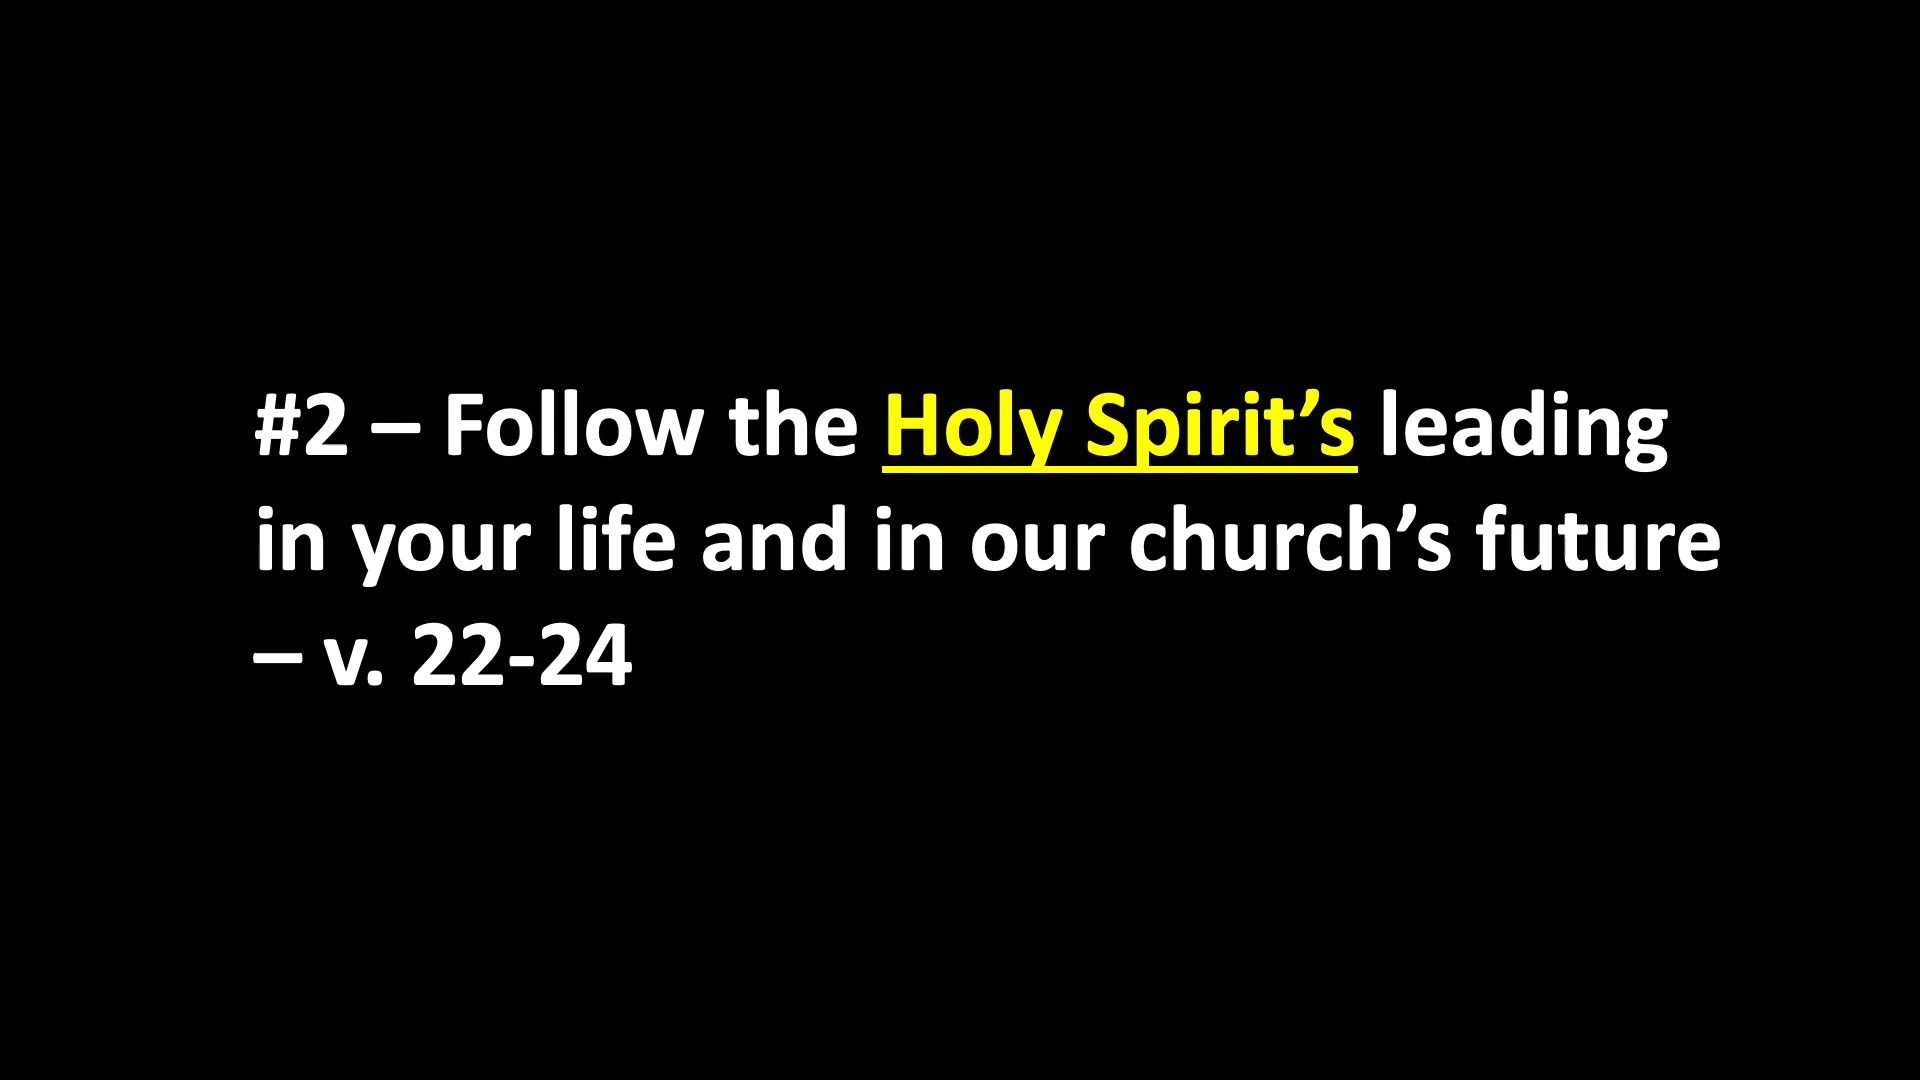 #2 – Follow the Holy Spirit’s leading
in your life and in our church’s future
– v. 22-24